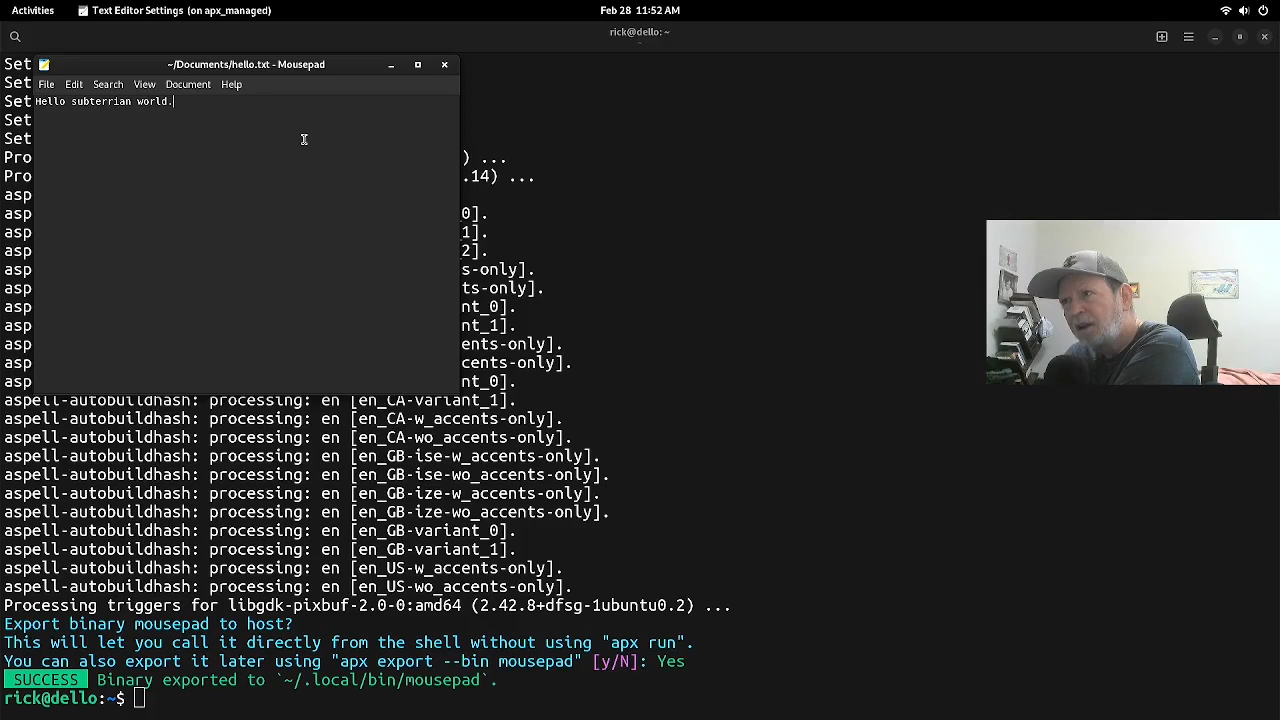 Activities
Text Editor Settings (on apx_managed)
Feb 28 11:52 AM
rick@dello: ~
Set
~/Documents/hello.txt - Mousepad
Set
File Edit Search View Document Help
Set
Hello subterrian world.
Set
Set
Pro ) ...
Pro .14) ...
asp
asp 0].
asp 1].
asp 2].
asp s-only].
asp ts-only].
asp nt_0].
asp nt_1].
asp ents-only].
asp ccents-only].
asp nt_0].
aspell-autobuildhash: processing: en [en_CA-variant_1].
aspell-autobuildhash: processing: en [en_CA-w_accents-only].
aspell-autobuildhash: processing: en [en_CA-wo_accents-only].
aspell-autobuildhash: processing: en [en_GB-ise-w_accents-only].
aspell-autobuildhash: processing: en [en_GB-ise-wo_accents-only].
aspell-autobuildhash: processing: en [en_GB-ize-w_accents-only].
aspell-autobuildhash: processing: en [en_GB-ize-wo_accents-only].
aspell-autobuildhash: processing: en [en_GB-variant_0].
aspell-autobuildhash: processing: en [en_GB-variant_1].
aspell-autobuildhash: processing: en [en_US-w_accents-only].
aspell-autobuildhash: processing: en [en_US-wo_accents-only].
Processing triggers for libgdk-pixbuf-2.0-0:amd64 (2.42.8+dfsg-1ubuntu0.2) ...
Export binary mousepad to host?
This will let you call it directly from the shell without using "apx run".
You can also export it later using "apx export --bin mousepad" [y/N]: Yes
SUCCESS Binary exported to `~/.local/bin/mousepad`.
rick@dello:~$